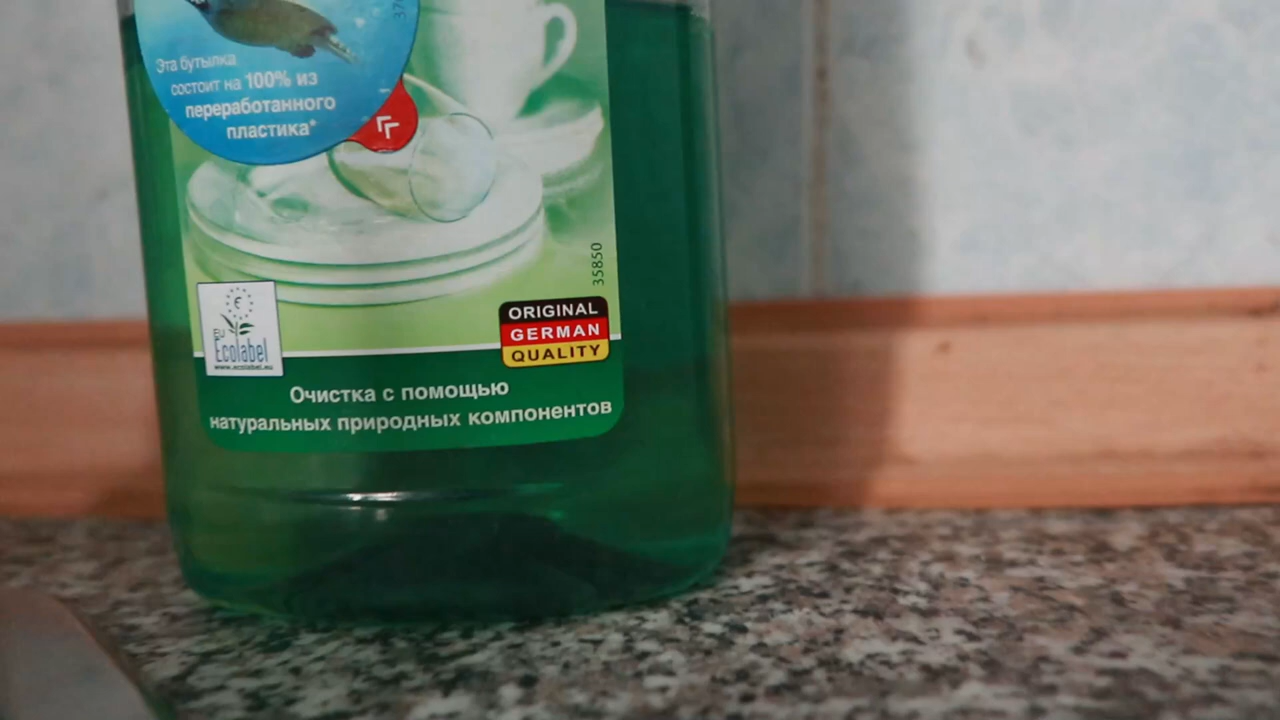 Эта бутылка
состоит на 100% из
переработанного
пластика*
35850
ORIGINAL
GERMAN
QUALITY
EU
Ecolabel
www.ecolabel.eu
Очистка с помощью
натуральных природных компонентов